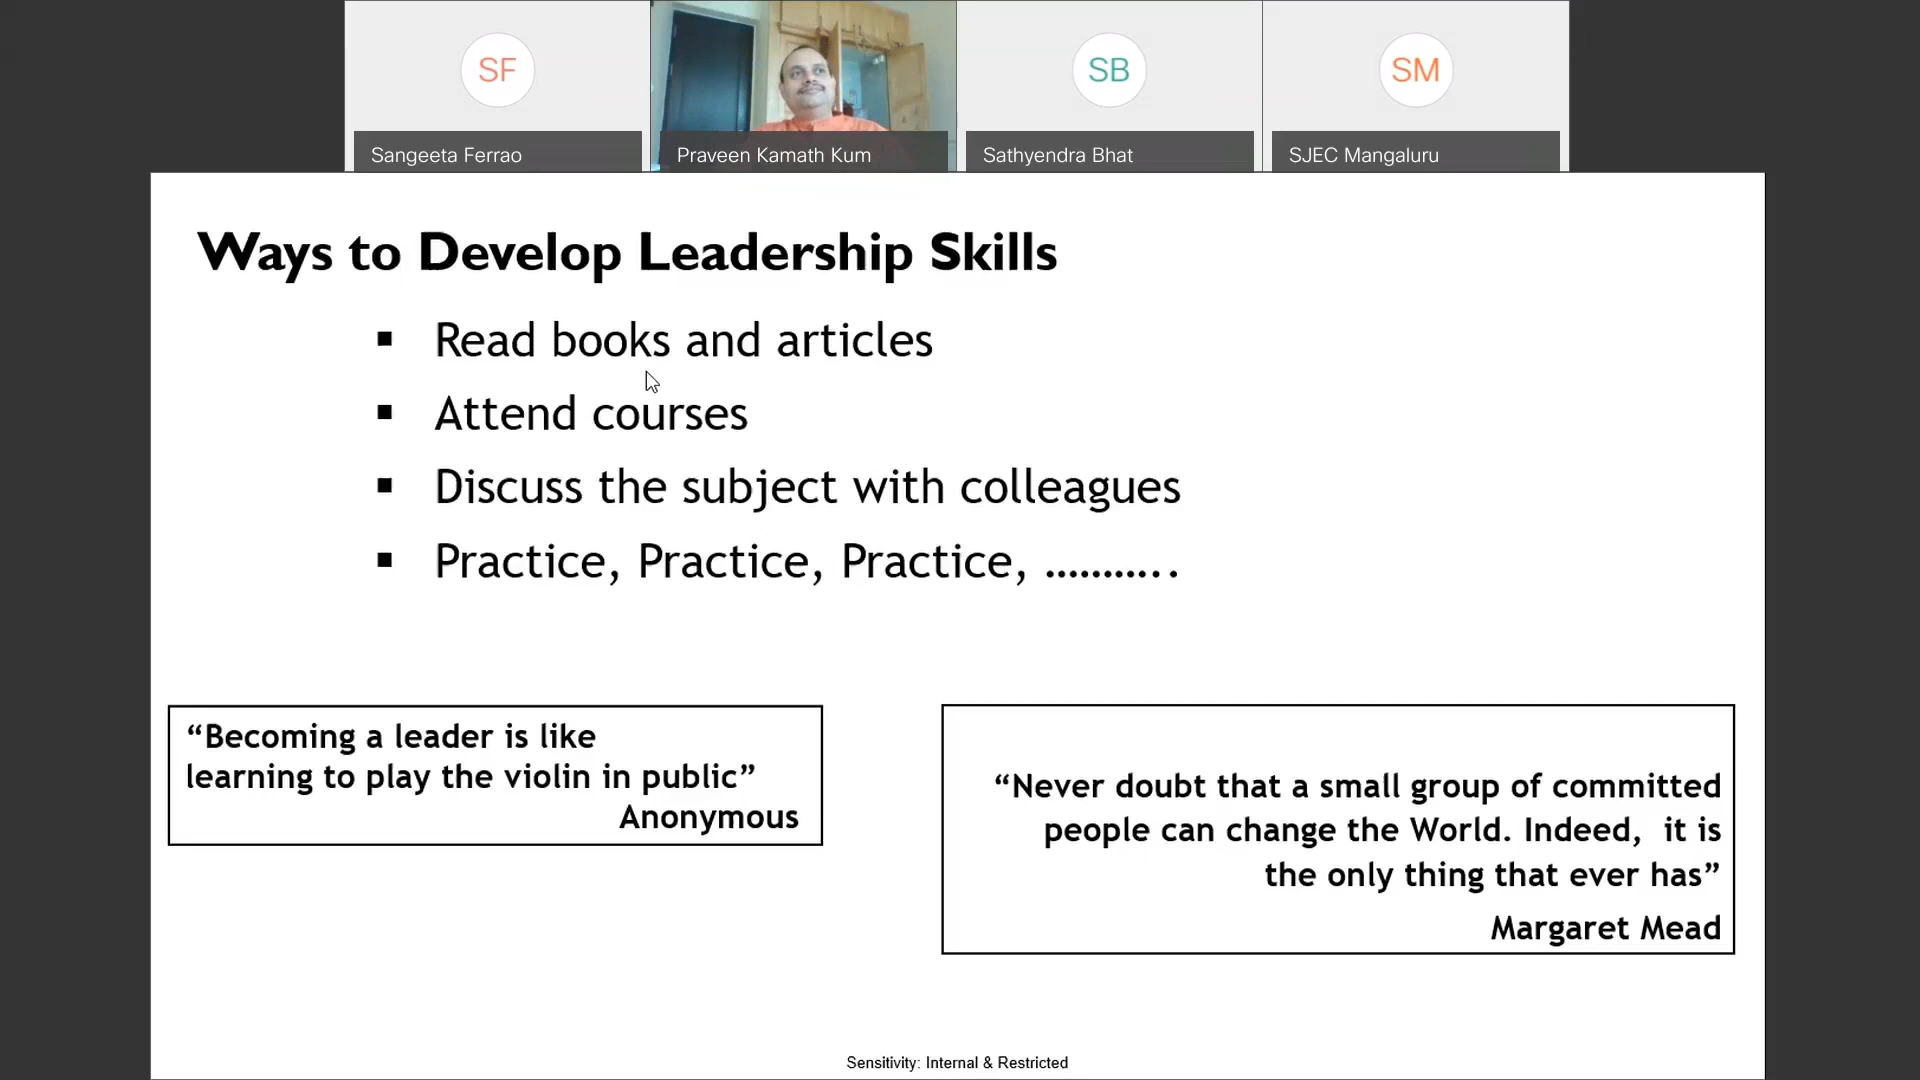 SF
SB
SM
Sangeeta Ferrao
Praveen Kamath Kum
Sathyendra Bhat
SJEC Mangaluru
Ways to Develop Leadership Skills
▪ Read books and articles
▪ Attend courses
▪ Discuss the subject with colleagues
▪ Practice, Practice, Practice, ………..
“Becoming a leader is like
learning to play the violin in public”
Anonymous
“Never doubt that a small group of committed
people can change the World. Indeed,  it is
the only thing that ever has”
Margaret Mead
Sensitivity: Internal & Restricted